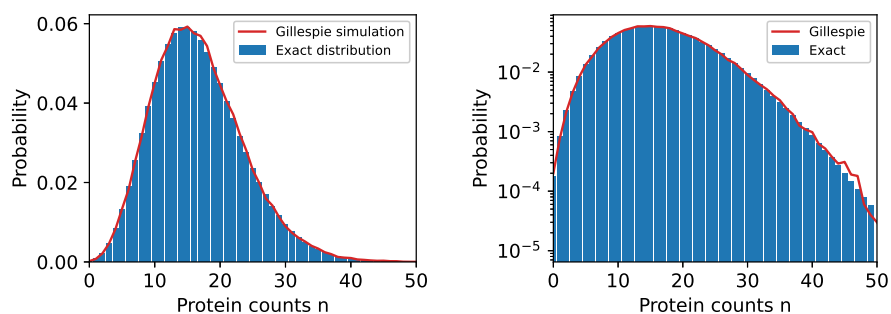 Probability
0.06
0.04
0.02
0.00
0
10
20
30
40
50
Protein counts n
Gillespie simulation
Exact distribution
Probability
10⁻²
10⁻³
10⁻⁴
10⁻⁵
0
10
20
30
40
50
Protein counts n
Gillespie
Exact